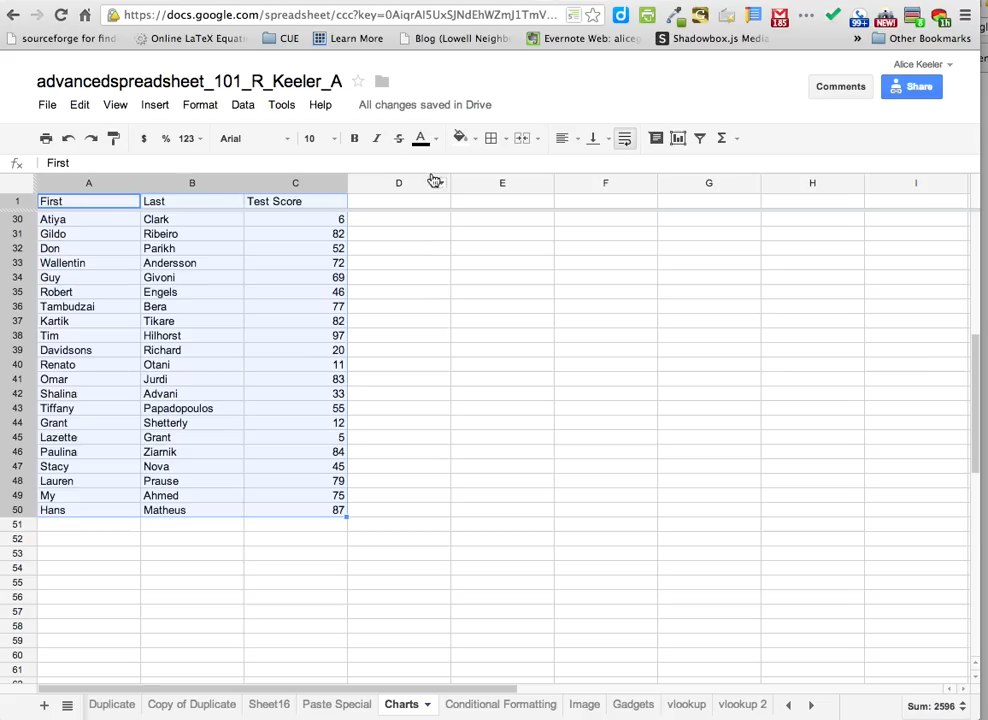 https://docs.google.com/spreadsheet/ccc?key=0AiqrAl5UxSJNdEhWZmJ1TmV...
185 99+ NEW! 8 1h
sourceforge for find Online LaTeX Equati CUE Learn More Blog (Lowell Neighb Evernote Web: aliceg Shadowbox.js Media » Other Bookmarks
Alice Keeler
advancedspreadsheet_101_R_Keeler_A Comments Share
File Edit View Insert Format Data Tools Help All changes saved in Drive
$ % 123 Arial 10 B I S A Σ
fx First
A B C D E F G H I
1 First Last Test Score
30 Atiya Clark 6
31 Gildo Ribeiro 82
32 Don Parikh 52
33 Wallentin Andersson 72
34 Guy Givoni 69
35 Robert Engels 46
36 Tambudzai Bera 77
37 Kartik Tikare 82
38 Tim Hilhorst 97
39 Davidsons Richard 20
40 Renato Otani 11
41 Omar Jurdi 83
42 Shalina Advani 33
43 Tiffany Papadopoulos 55
44 Grant Shetterly 12
45 Lazette Grant 5
46 Paulina Ziarnik 84
47 Stacy Nova 45
48 Lauren Prause 79
49 My Ahmed 75
50 Hans Matheus 87
51
52
53
54
55
56
57
58
59
60
61
+ Duplicate Copy of Duplicate Sheet16 Paste Special Charts Conditional Formatting Image Gadgets vlookup vlookup 2 Sum: 2596